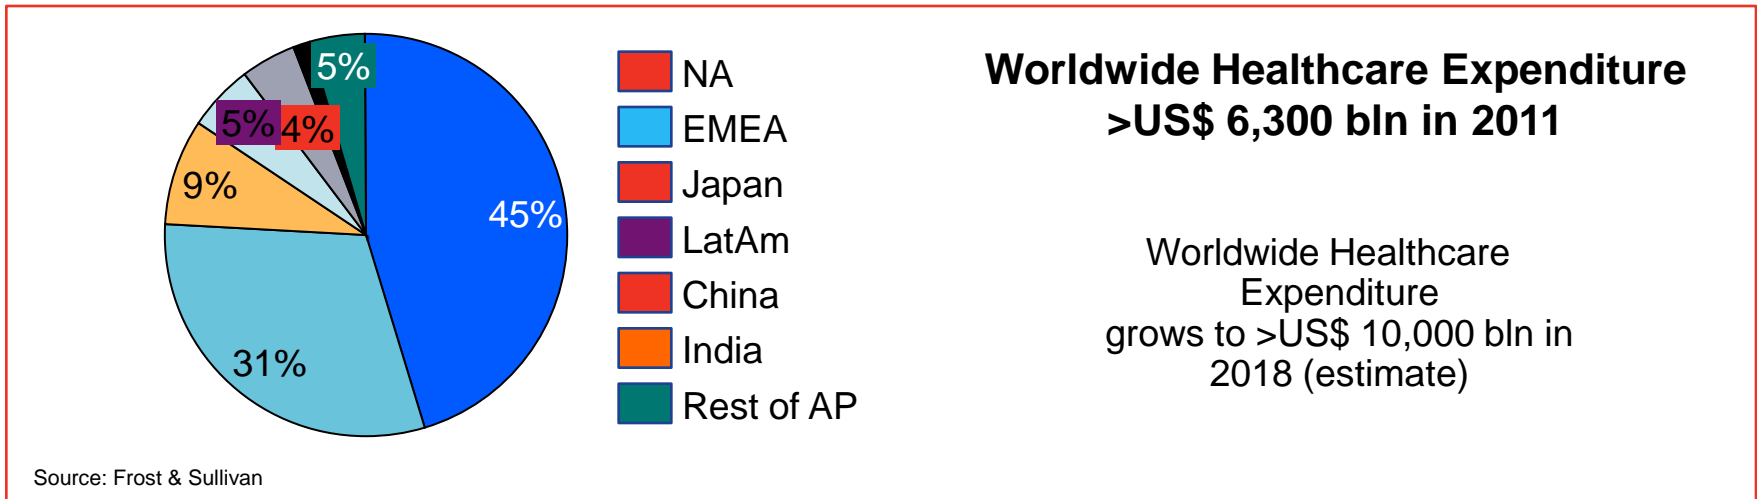 5%
5%
4%
9%
45%
31%
NA
EMEA
Japan
LatAm
China
India
Rest of AP
Worldwide Healthcare Expenditure
>US$ 6,300 bln in 2011
Worldwide Healthcare
Expenditure
grows to >US$ 10,000 bln in
2018 (estimate)
Source: Frost & Sullivan